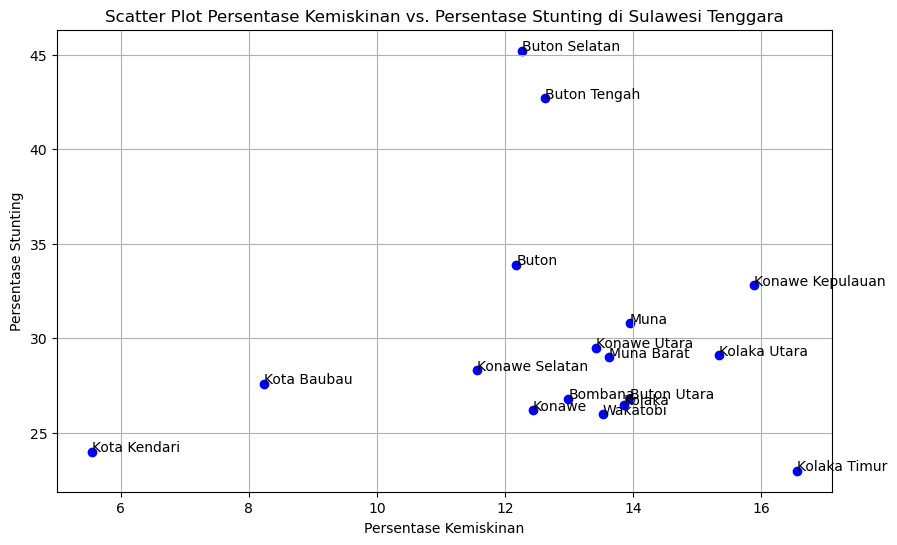 Scatter Plot Persentase Kemiskinan vs. Persentase Stunting di Sulawesi Tenggara
45
40
35
30
25
Persentase Stunting
Buton Selatan
Buton Tengah
Buton
Konawe Kepulauan
Muna
Konawe Utara
Muna Barat
Kolaka Utara
Konawe Selatan
Kota Baubau
Bombana
Buton Utara
Kolaka
Konawe
Wakatobi
Kota Kendari
Kolaka Timur
6
8
10
12
14
16
Persentase Kemiskinan